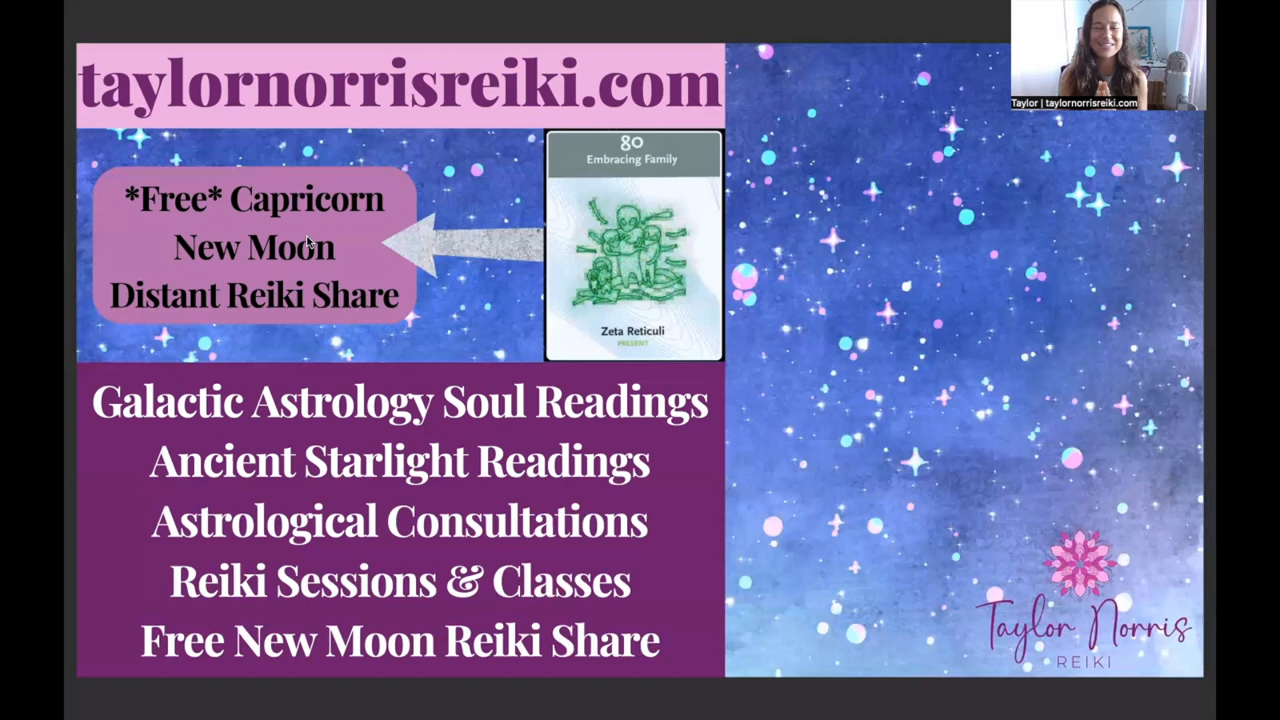 Taylor | taylornorrisreiki.com
taylornorrisreiki.com
*Free* Capricorn
New Moon
Distant Reiki Share
80
Embracing Family
Zeta Reticuli
PRESENT
Galactic Astrology Soul Readings
Ancient Starlight Readings
Astrological Consultations
Reiki Sessions & Classes
Free New Moon Reiki Share
Taylor Norris
REIKI